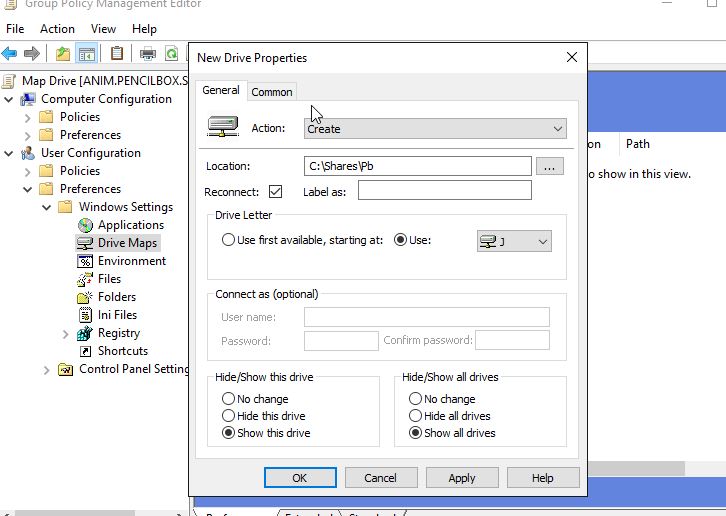 Group Policy Management Editor
File Action View Help
New Drive Properties
General Common
Action: Create
Location: C:\Shares\Pb ...
Reconnect: Label as:
Drive Letter
Use first available, starting at: Use: J
Connect as (optional)
User name:
Password: Confirm password:
Hide/Show this drive
No change
Hide this drive
Show this drive
Hide/Show all drives
No change
Hide all drives
Show all drives
OK Cancel Apply Help
Map Drive [ANIM.PENCILBOX.S
Computer Configuration
Policies
Preferences
User Configuration
Policies
Preferences
Windows Settings
Applications
Drive Maps
Environment
Files
Folders
Ini Files
Registry
Shortcuts
Control Panel Setting
on Path
o show in this view.